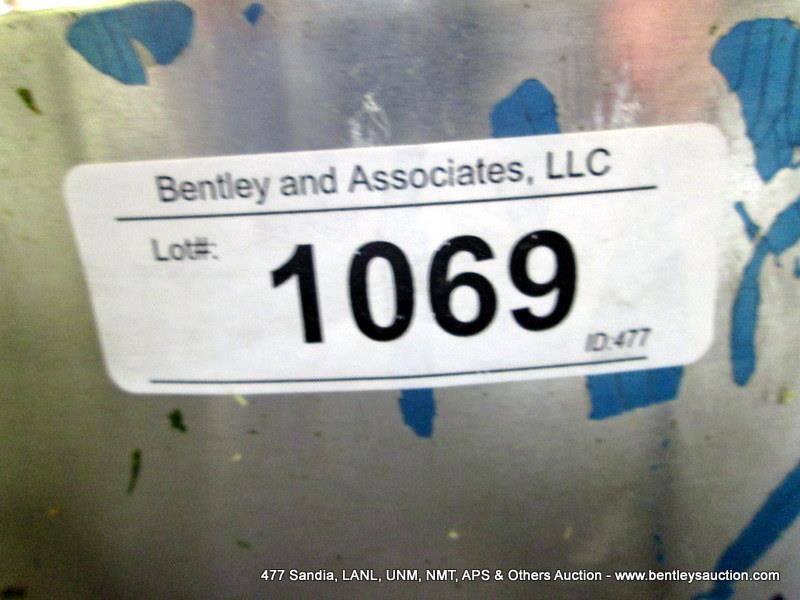 Bentley and Associates, LLC
Lot#:
1069
ID:477
477 Sandia, LANL, UNM, NMT, APS & Others Auction - www.bentleysauction.com